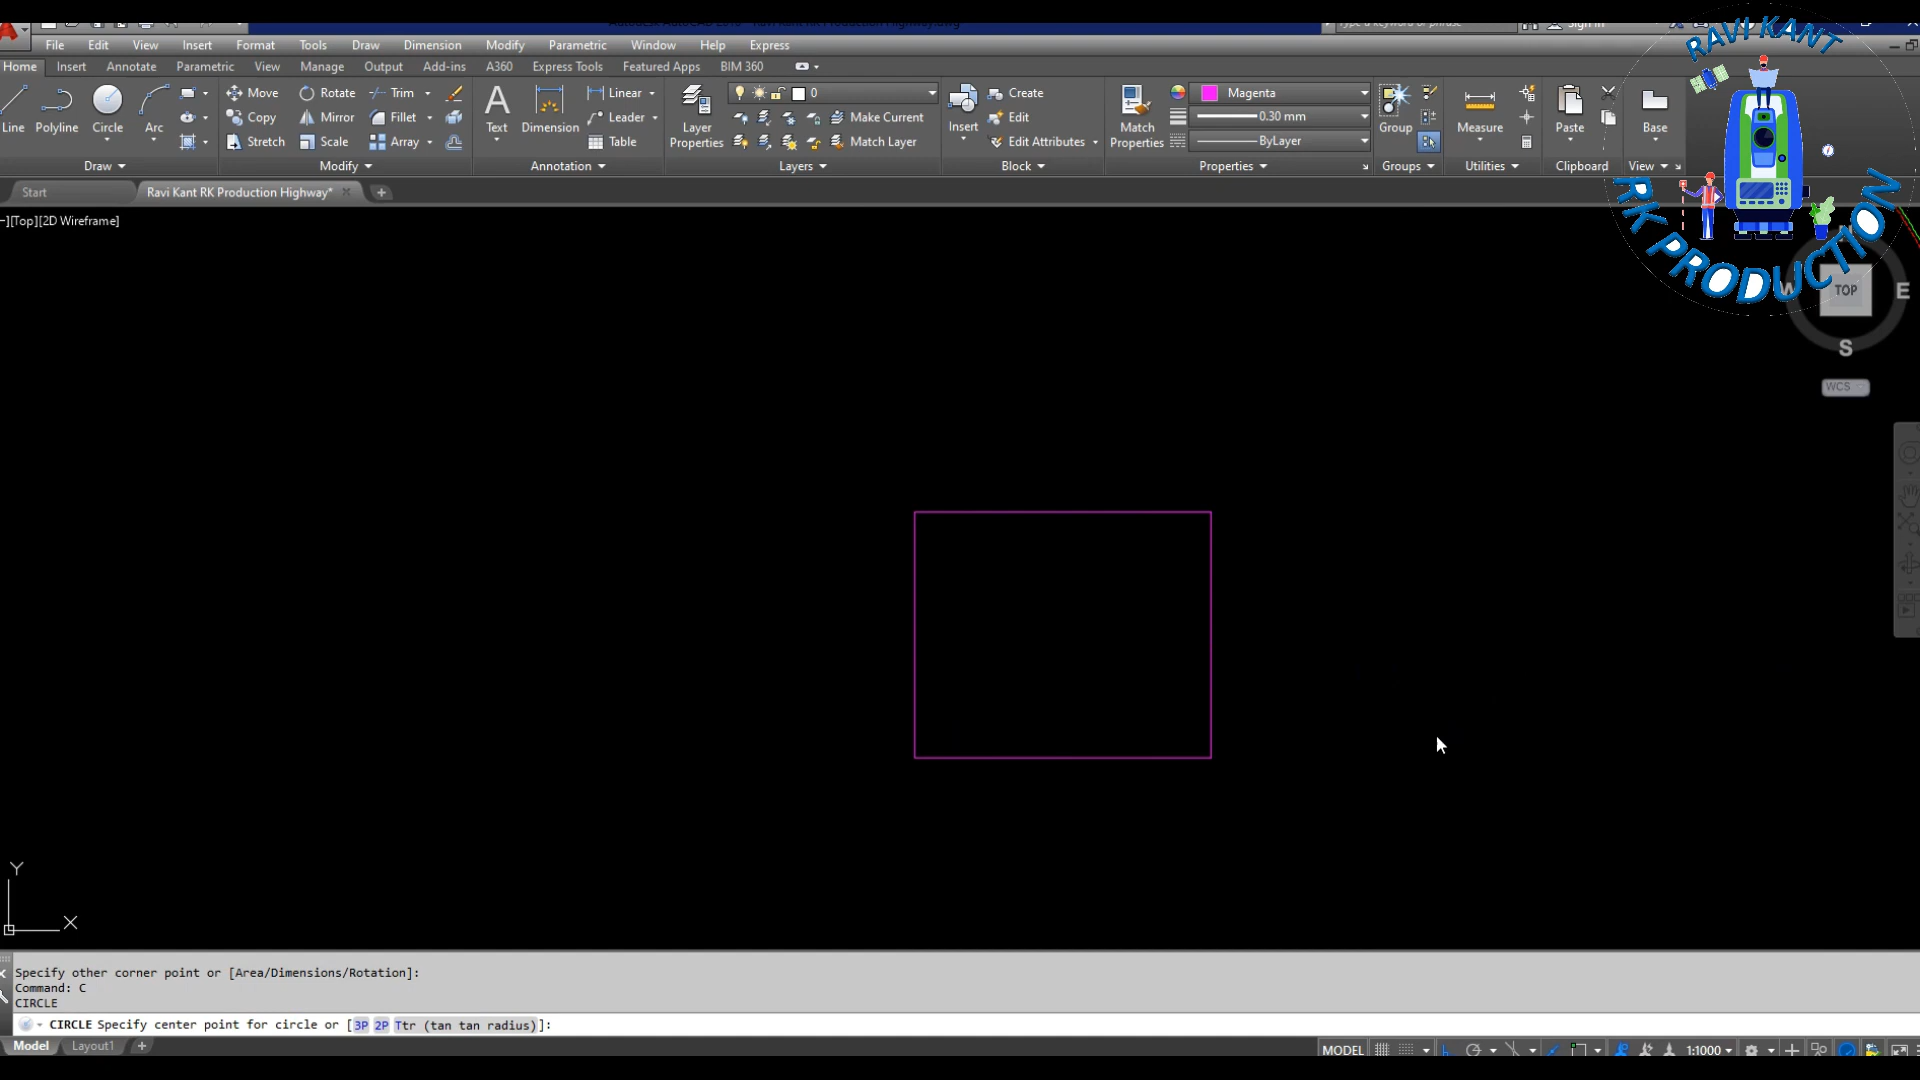 File Edit View Insert Format Tools Draw Dimension Modify Parametric Window Help Express
Home Insert Annotate Parametric View Manage Output Add-ins A360 Express Tools Featured Apps BIM 360
Move Rotate Trim Linear 0 Create Magenta
Line Polyline Circle Arc Copy Mirror Fillet Text Dimension Leader Layer Properties Make Current Insert Edit Match Properties 0.30 mm Group Measure Paste Base
Stretch Scale Array Table Match Layer Edit Attributes ByLayer
Draw Modify Annotation Layers Block Properties Groups Utilities Clipboard View
Start Ravi Kant RK Production Highway*
[Top][2D Wireframe]
RAVI KANT
RK PRODUCTION
W TOP E
S
WCS
Y
X
Specify other corner point or [Area/Dimensions/Rotation]:
Command: C
CIRCLE
CIRCLE Specify center point for circle or [3P 2P Ttr (tan tan radius)]:
Model Layout1 MODEL 1:1000